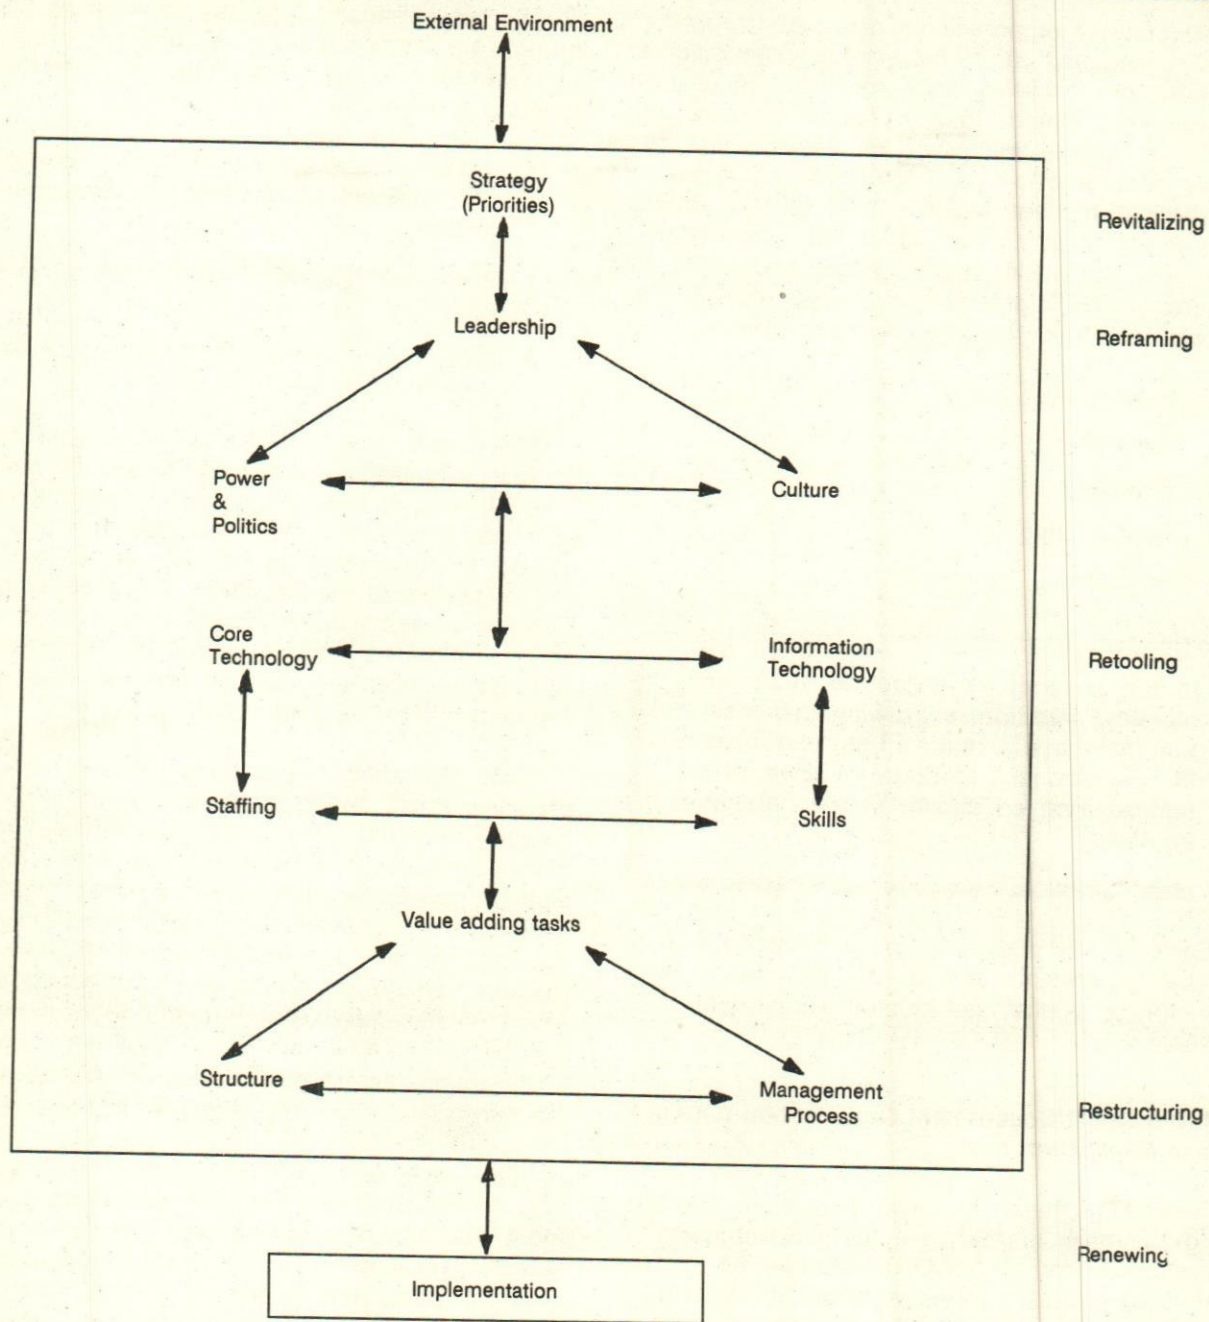 External Environment
Strategy
(Priorities)
Revitalizing
Leadership
Reframing
Power
&
Politics
Culture
Core
Technology
Information
Technology
Retooling
Staffing
Skills
Value adding tasks
Structure
Management
Process
Restructuring
Renewing
Implementation